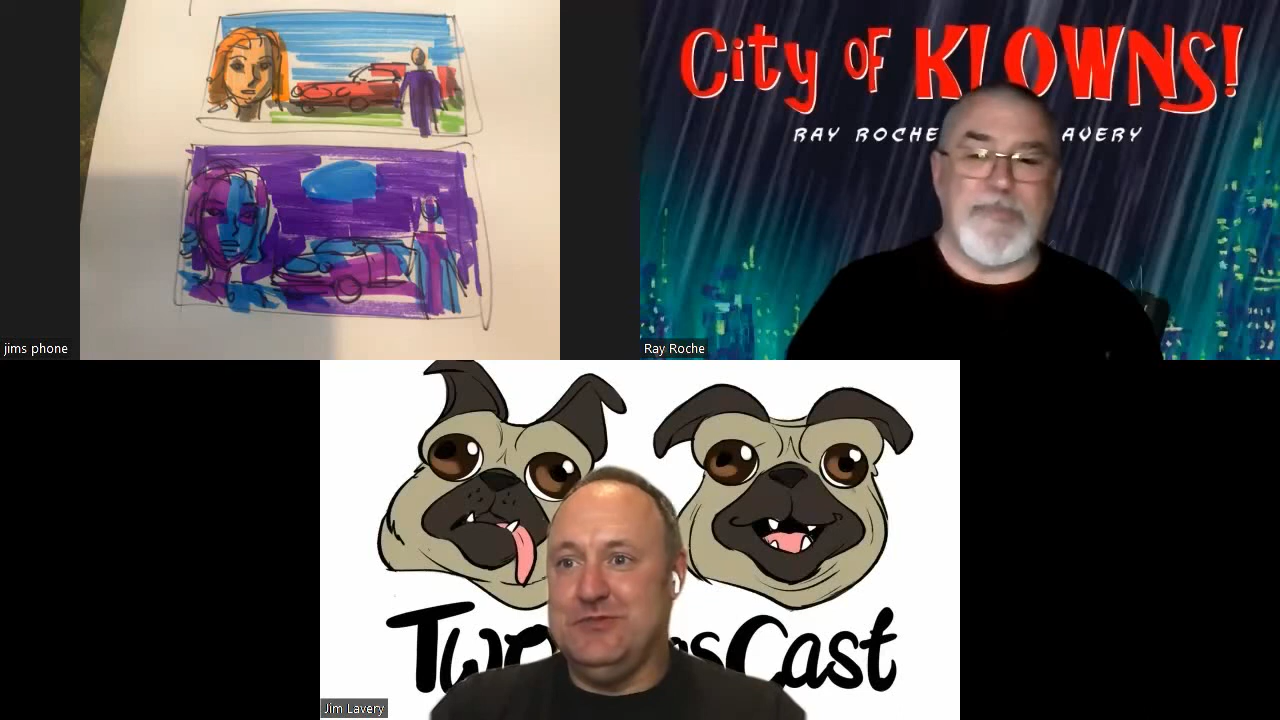 City of KLOWNS!
RAY ROCHE AVERY
jims phone
Ray Roche
Cast
Jim Lavery